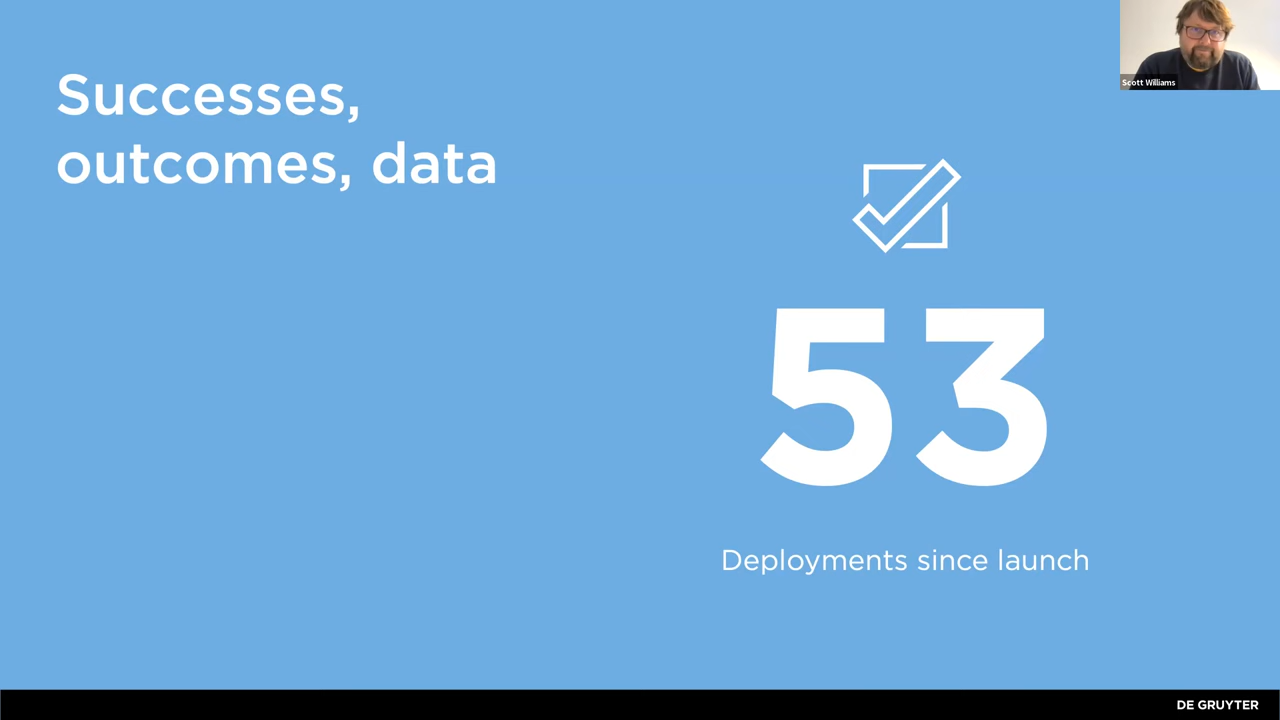 Successes,
outcomes, data
Scott Williams
53
Deployments since launch
DE GRUYTER